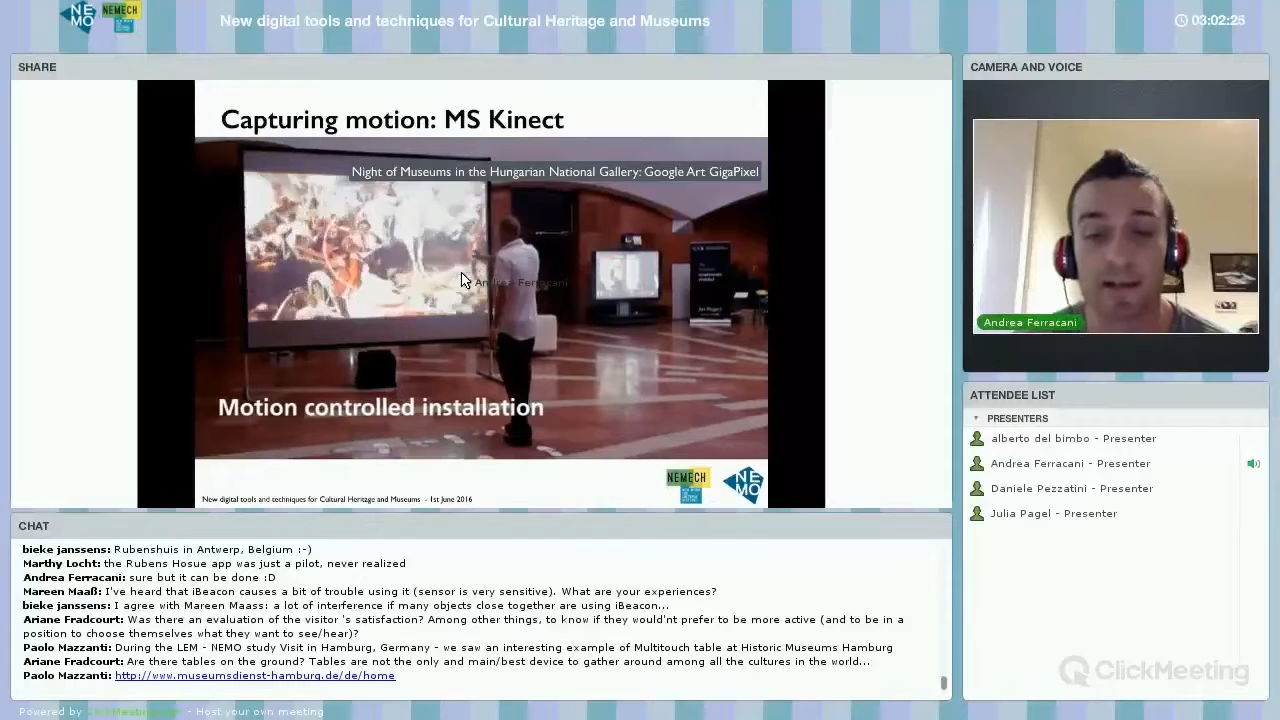 NE
MO
NEMECH
New digital tools and techniques for Cultural Heritage and Museums
03:02:25
SHARE
Capturing motion: MS Kinect
Night of Museums in the Hungarian National Gallery: Google Art GigaPixel
Andrea Ferracani
Motion controlled installation
NEMECH
NE
MO
New digital tools and techniques for Cultural Heritage and Museums - 1st June 2016
CAMERA AND VOICE
Andrea Ferracani
ATTENDEE LIST
PRESENTERS
alberto del bimbo - Presenter
Andrea Ferracani - Presenter
Daniele Pezzatini - Presenter
Julia Pagel - Presenter
CHAT
bieke janssens: Rubenshuis in Antwerp, Belgium :-)
Marthy Locht: the Rubens Hosue app was just a pilot, never realized
Andrea Ferracani: sure but it can be done :D
Mareen Maaß: I've heard that iBeacon causes a bit of trouble using it (sensor is very sensitive). What are your experiences?
bieke janssens: I agree with Mareen Maass: a lot of interference if many objects close together are using iBeacon...
Ariane Fradcourt: Was there an evaluation of the visitor 's satisfaction? Among other things, to know if they would'nt prefer to be more active (and to be in a
position to choose themselves what they want to see/hear)?
Paolo Mazzanti: During the LEM - NEMO study Visit in Hamburg, Germany - we saw an interesting example of Multitouch table at Historic Museums Hamburg
Ariane Fradcourt: Are there tables on the ground? Tables are not the only and main/best device to gather around among all the cultures in the world...
Paolo Mazzanti: http://www.museumsdienst-hamburg.de/de/home
ClickMeeting
Powered by - Host your own meeting